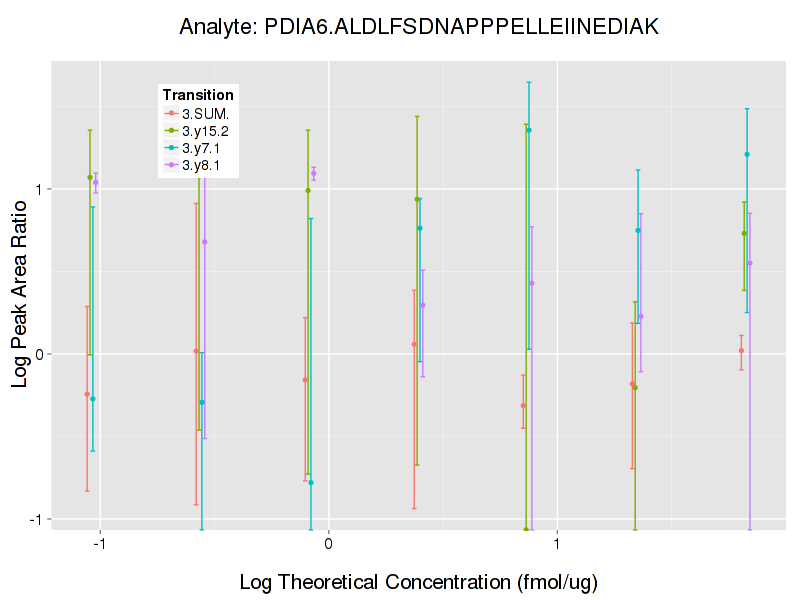 Analyte: PDIA6.ALDLFSDNAPPPELLEIINEDIAK
Log Peak Area Ratio
1
0
-1
Transition
3.SUM.
3.y15.2
3.y7.1
3.y8.1
-1 0 1
Log Theoretical Concentration (fmol/ug)